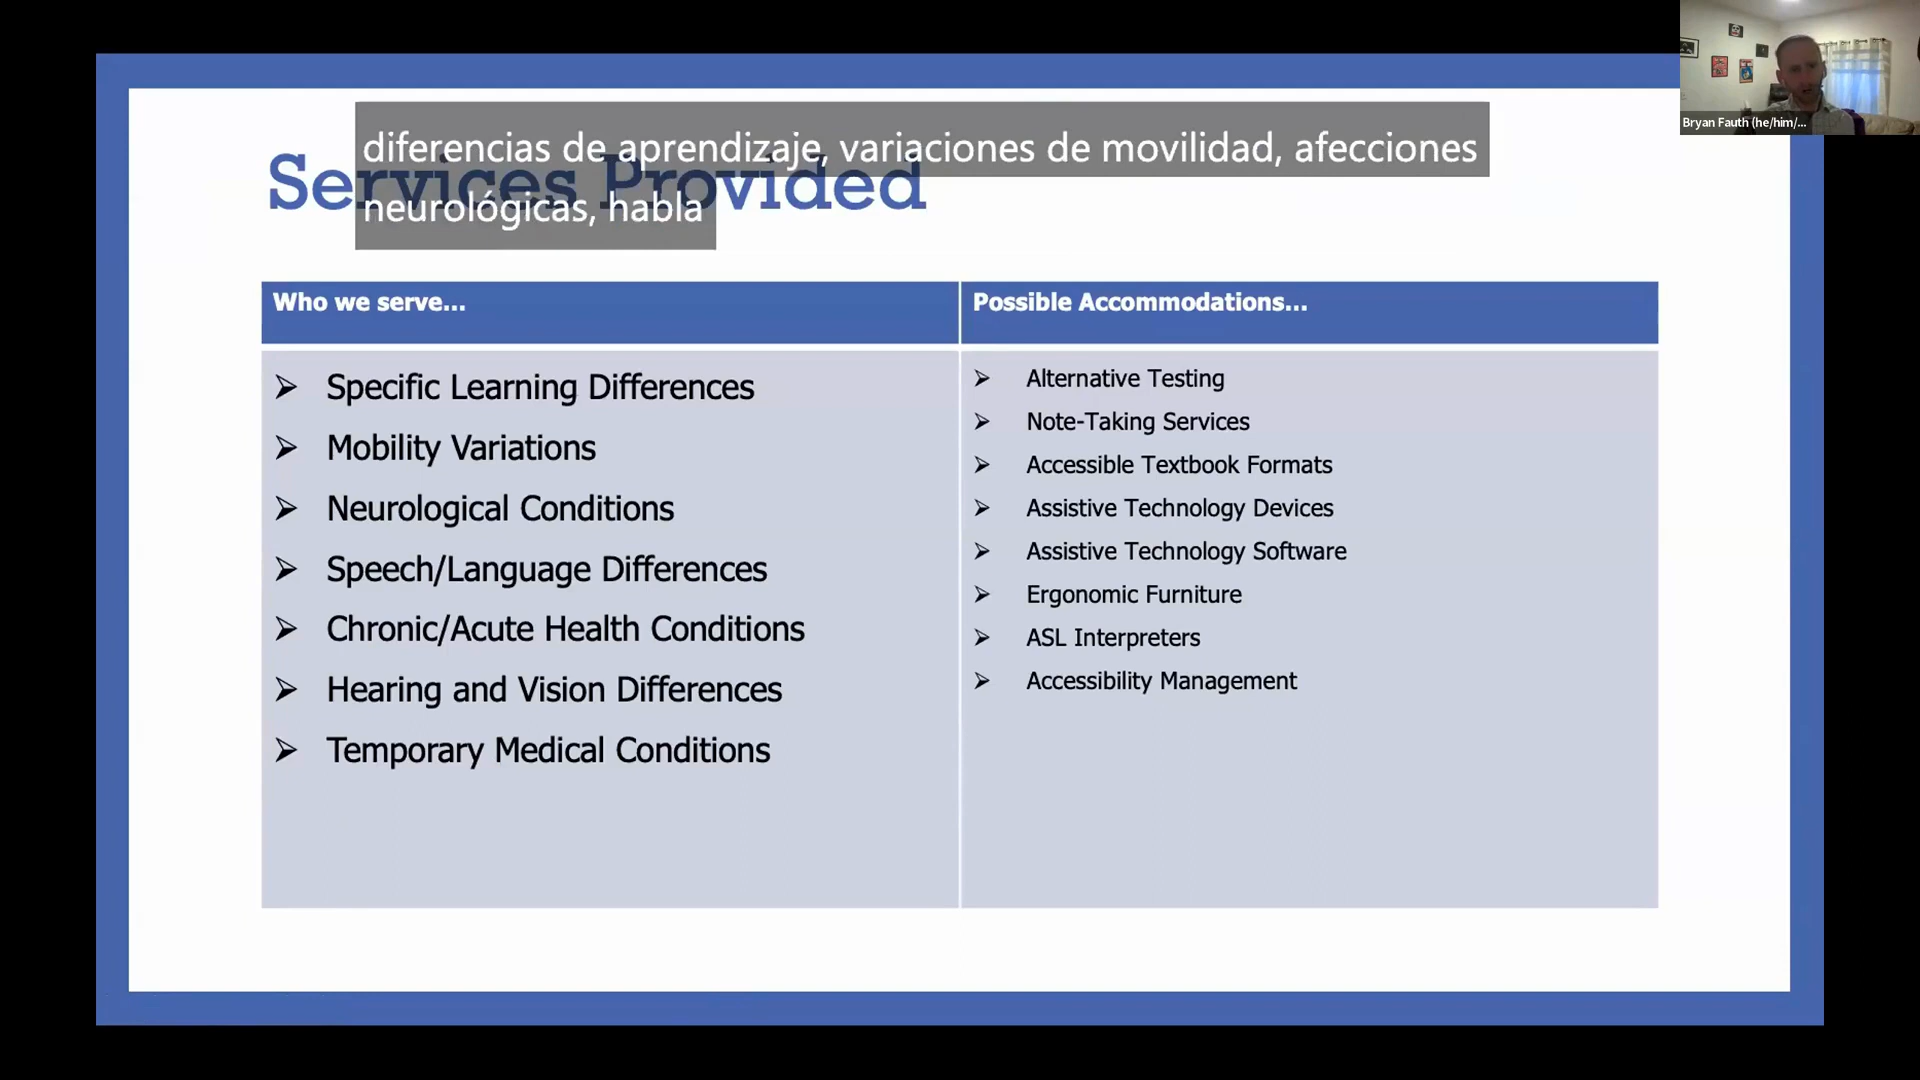 diferencias de aprendizaje, variaciones de movilidad, afecciones
neurológicas, habla
Services Provided
Bryan Fauth (he/him/...
Who we serve...
Specific Learning Differences
Mobility Variations
Neurological Conditions
Speech/Language Differences
Chronic/Acute Health Conditions
Hearing and Vision Differences
Temporary Medical Conditions
Possible Accommodations...
Alternative Testing
Note-Taking Services
Accessible Textbook Formats
Assistive Technology Devices
Assistive Technology Software
Ergonomic Furniture
ASL Interpreters
Accessibility Management